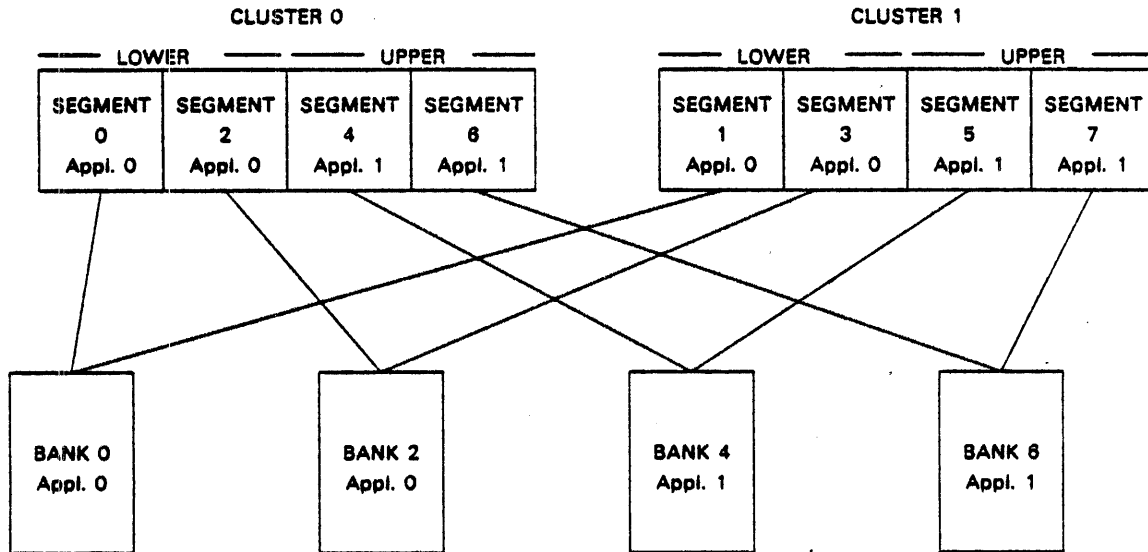 CLUSTER 0
CLUSTER 1
LOWER
UPPER
LOWER
UPPER
SEGMENT
0
Appl. 0
SEGMENT
2
Appl. 0
SEGMENT
4
Appl. 1
SEGMENT
6
Appl. 1
SEGMENT
1
Appl. 0
SEGMENT
3
Appl. 0
SEGMENT
5
Appl. 1
SEGMENT
7
Appl. 1
BANK 0
Appl. 0
BANK 2
Appl. 0
BANK 4
Appl. 1
BANK 6
Appl. 1